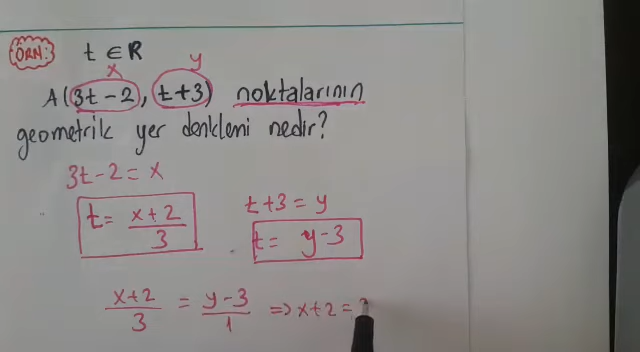 ÖRN: t ∈ R
x y
A(3t-2, t+3) noktalarının
geometrik yer denklemi nedir?
3t-2 = x
t+3 = y
t = x+2/3
t = y-3
x+2/3 = y-3/1 ⇒ x+2 =